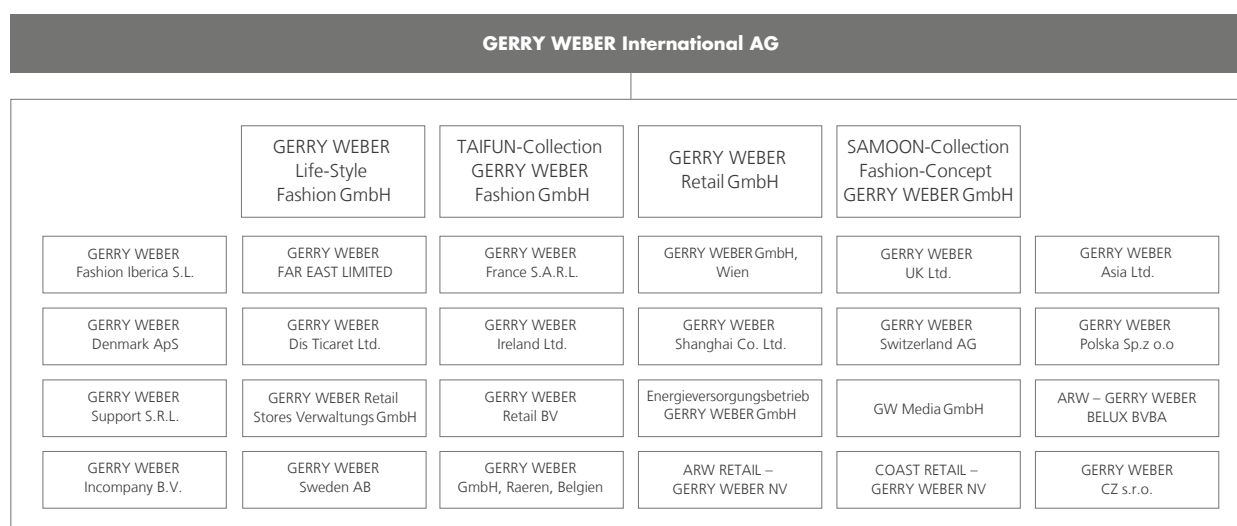 GERRY WEBER International AG
GERRY WEBER
Life-Style
Fashion GmbH
TAIFUN-Collection
GERRY WEBER
Fashion GmbH
GERRY WEBER
Retail GmbH
SAMOON-Collection
Fashion-Concept
GERRY WEBER GmbH
GERRY WEBER
Fashion Iberica S.L.
GERRY WEBER
FAR EAST LIMITED
GERRY WEBER
France S.A.R.L.
GERRY WEBER GmbH,
Wien
GERRY WEBER
UK Ltd.
GERRY WEBER
Asia Ltd.
GERRY WEBER
Denmark ApS
GERRY WEBER
Dis Ticaret Ltd.
GERRY WEBER
Ireland Ltd.
GERRY WEBER
Shanghai Co. Ltd.
GERRY WEBER
Switzerland AG
GERRY WEBER
Polska Sp.z o.o
GERRY WEBER
Support S.R.L.
GERRY WEBER Retail
Stores Verwaltungs GmbH
GERRY WEBER
Retail BV
Energieversorgungsbetrieb
GERRY WEBER GmbH
GW Media GmbH
ARW – GERRY WEBER
BELUX BVBA
GERRY WEBER
Incompany B.V.
GERRY WEBER
Sweden AB
GERRY WEBER
GmbH, Raeren, Belgien
ARW RETAIL –
GERRY WEBER NV
COAST RETAIL –
GERRY WEBER NV
GERRY WEBER
CZ s.r.o.